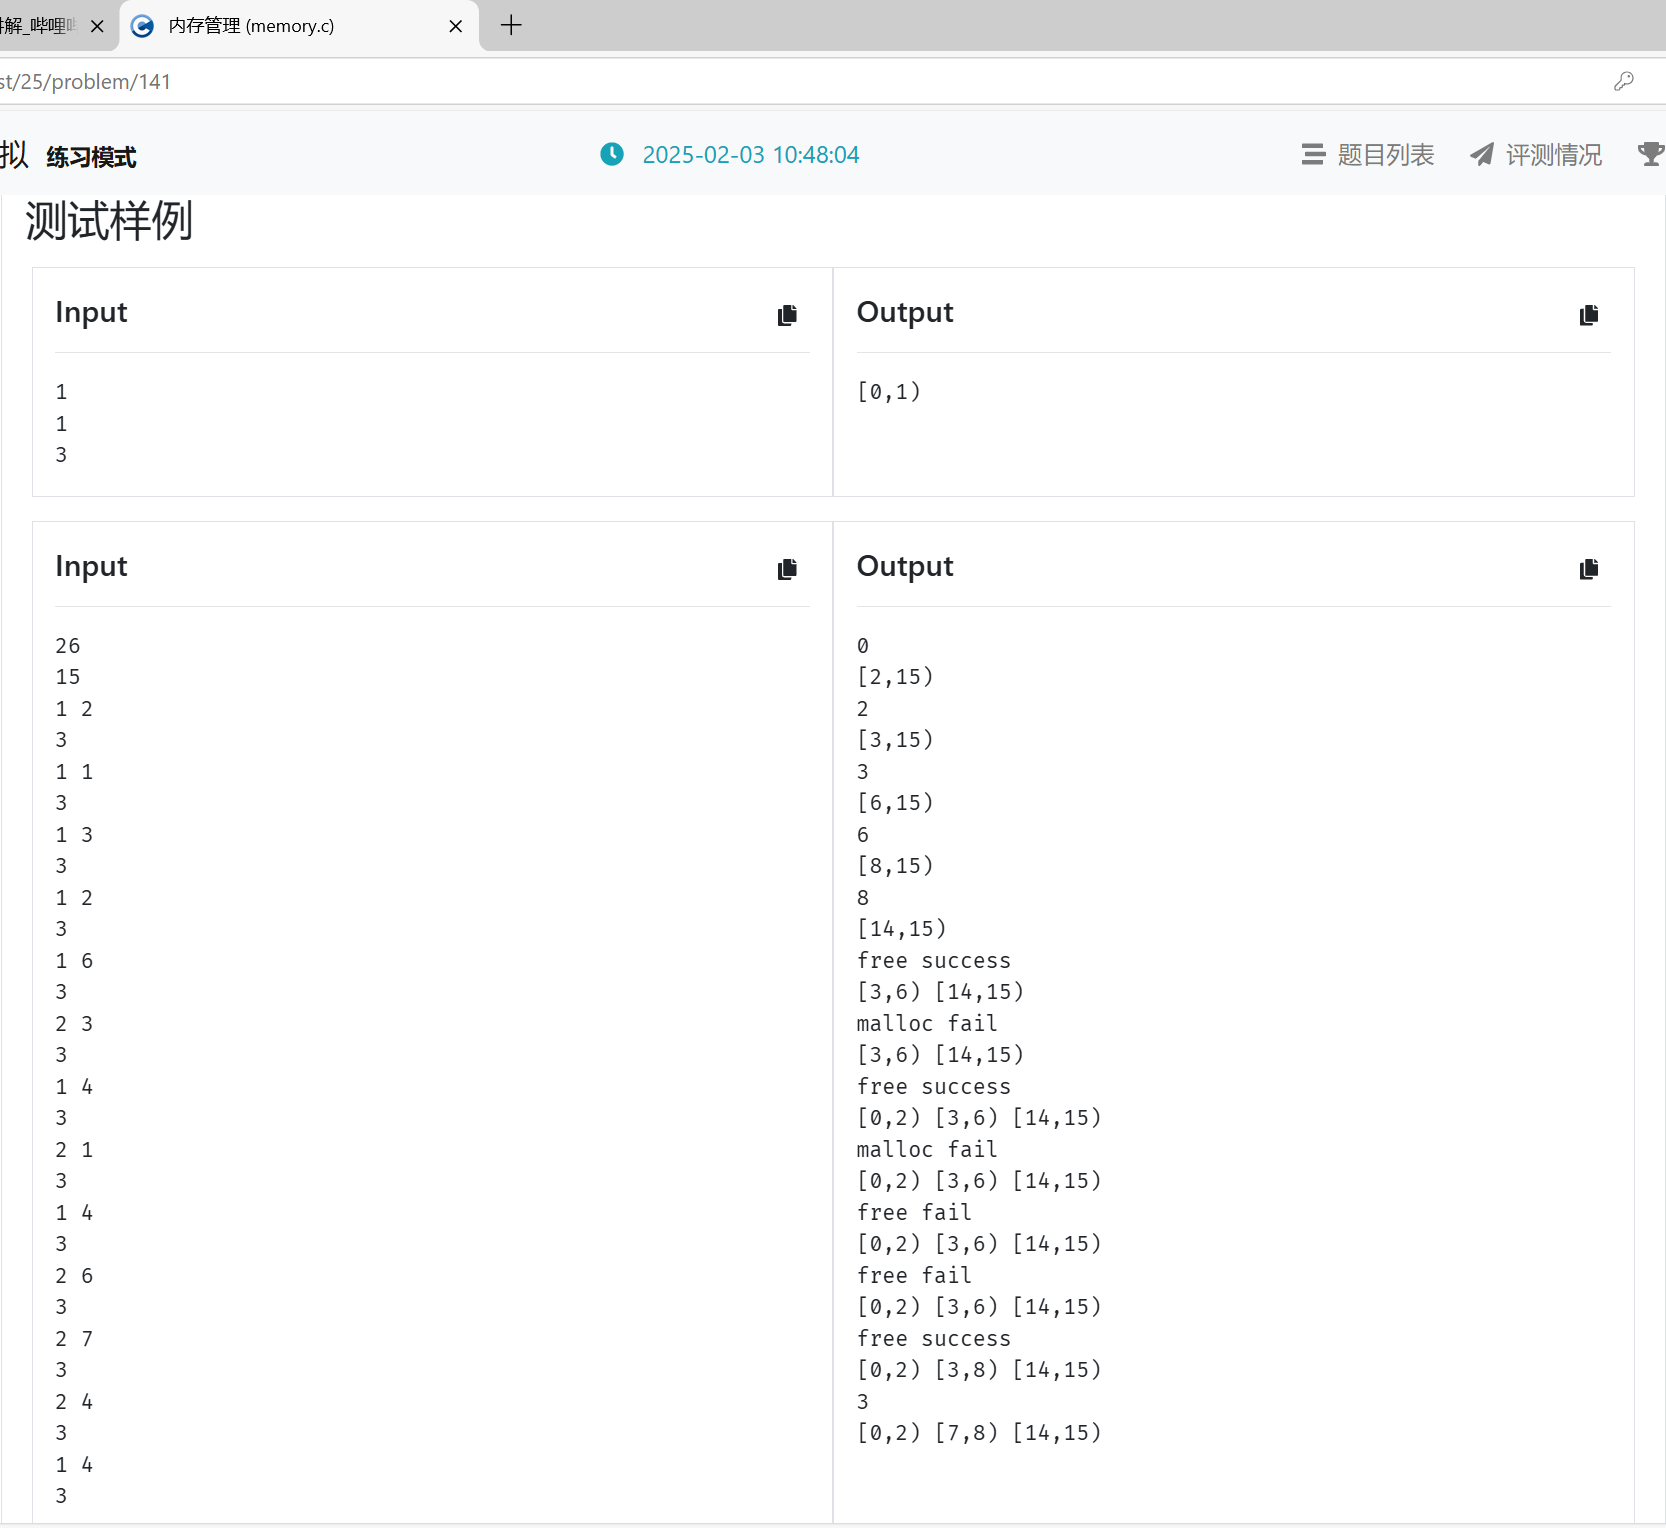 讲解_哔哩
内存管理 (memory.c)
st/25/problem/141
拟 练习模式
2025-02-03 10:48:04
题目列表
评测情况
测试样例
Input
1
1
3
Output
[0,1)
Input
26
15
1 2
3
1 1
3
1 3
3
1 2
3
1 6
3
2 3
3
1 4
3
2 1
3
1 4
3
2 6
3
2 7
3
2 4
3
1 4
3
Output
0
[2,15)
2
[3,15)
3
[6,15)
6
[8,15)
8
[14,15)
free success
[3,6) [14,15)
malloc fail
[3,6) [14,15)
free success
[0,2) [3,6) [14,15)
malloc fail
[0,2) [3,6) [14,15)
free fail
[0,2) [3,6) [14,15)
free fail
[0,2) [3,6) [14,15)
free success
[0,2) [3,8) [14,15)
3
[0,2) [7,8) [14,15)